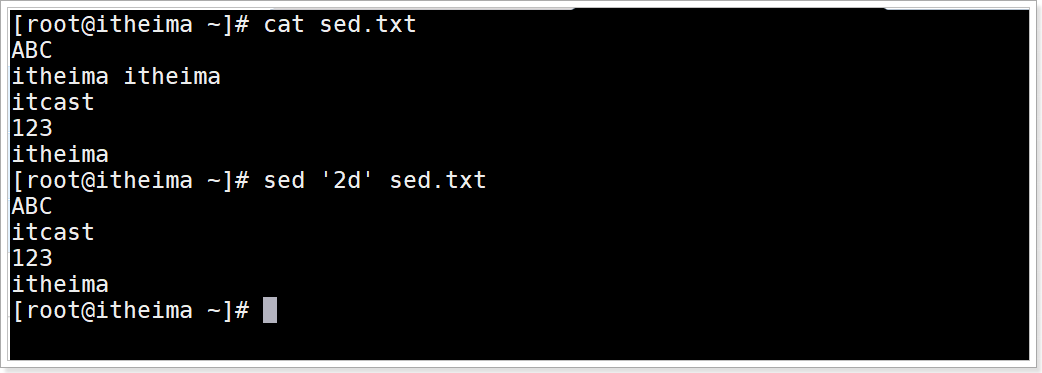 [root@itheima ~]# cat sed.txt
ABC
itheima itheima
itcast
123
itheima
[root@itheima ~]# sed '2d' sed.txt
ABC
itcast
123
itheima
[root@itheima ~]#